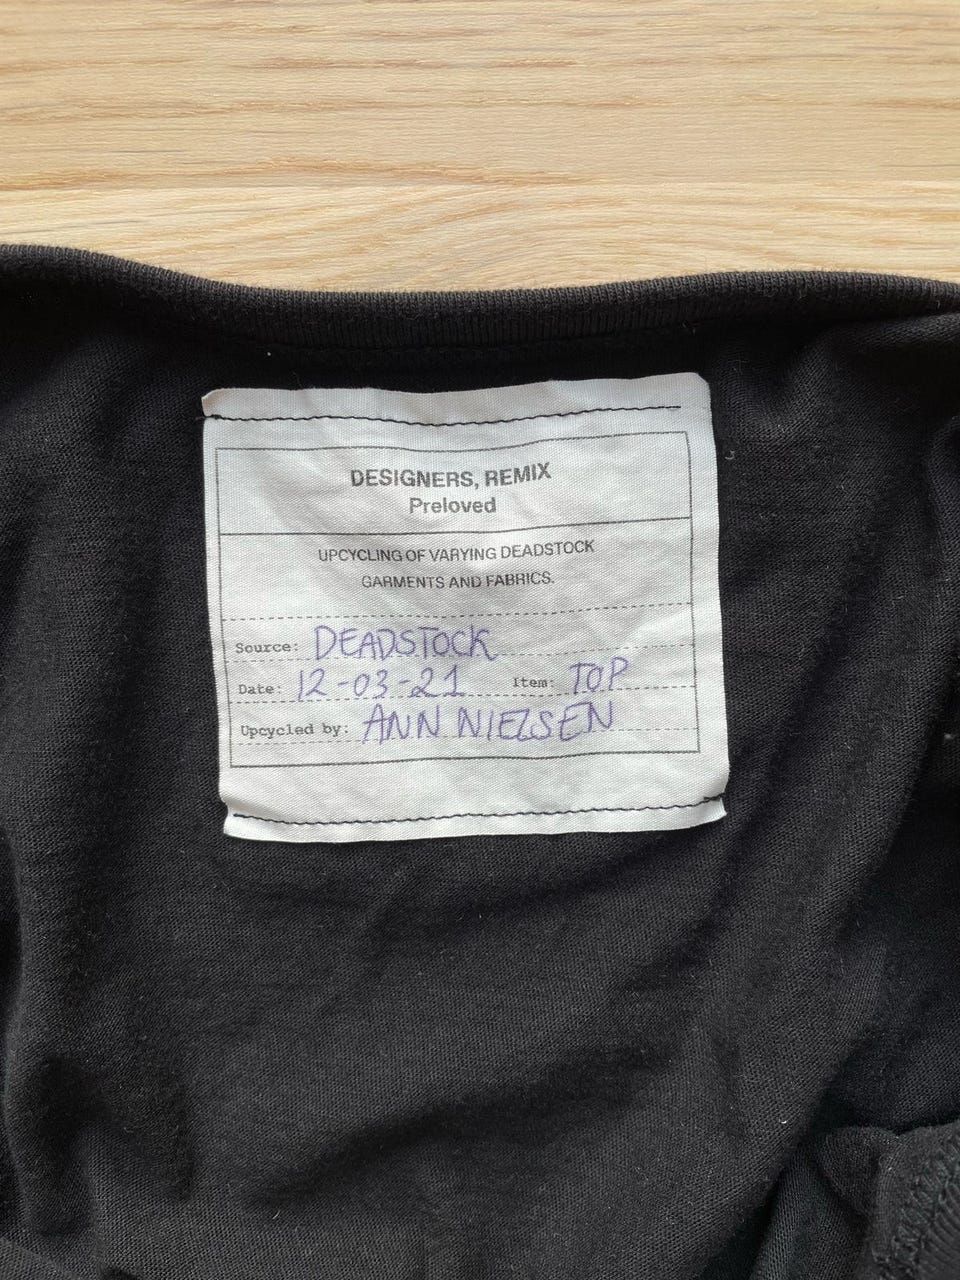 DESIGNERS, REMIX
Preloved
UPCYCLING OF VARYING DEADSTOCK
GARMENTS AND FABRICS.
Source: DEADSTOCK
Date: 12-03-21 Item: TOP
Upcycled by: ANN NIELSEN